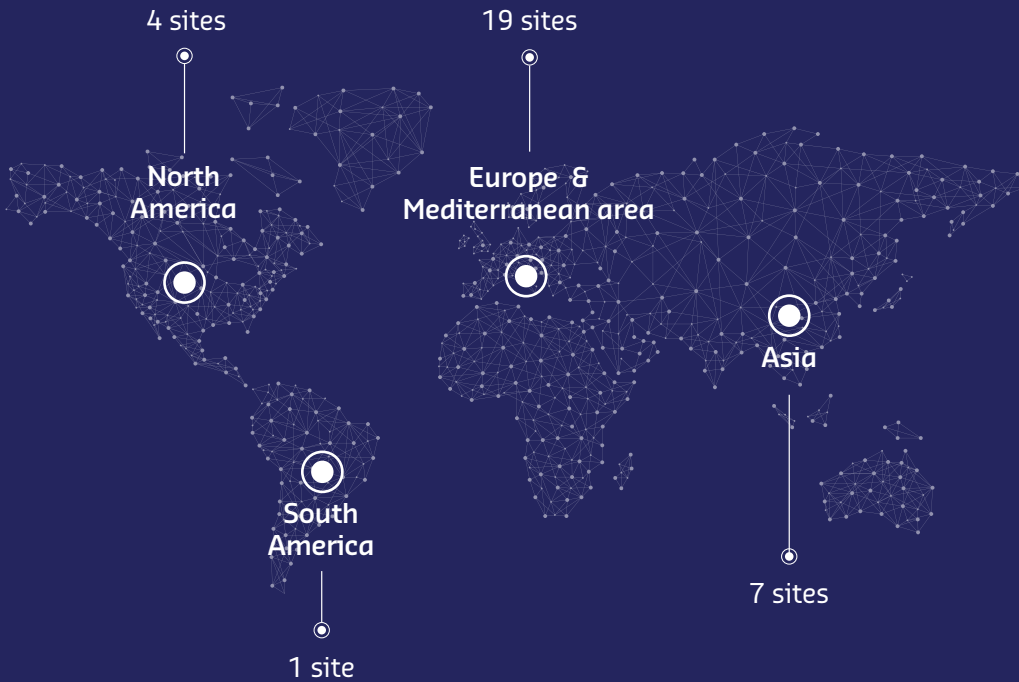 4 sites
19 sites
North
America
Europe &
Mediterranean area
Asia
South
America
7 sites
1 site